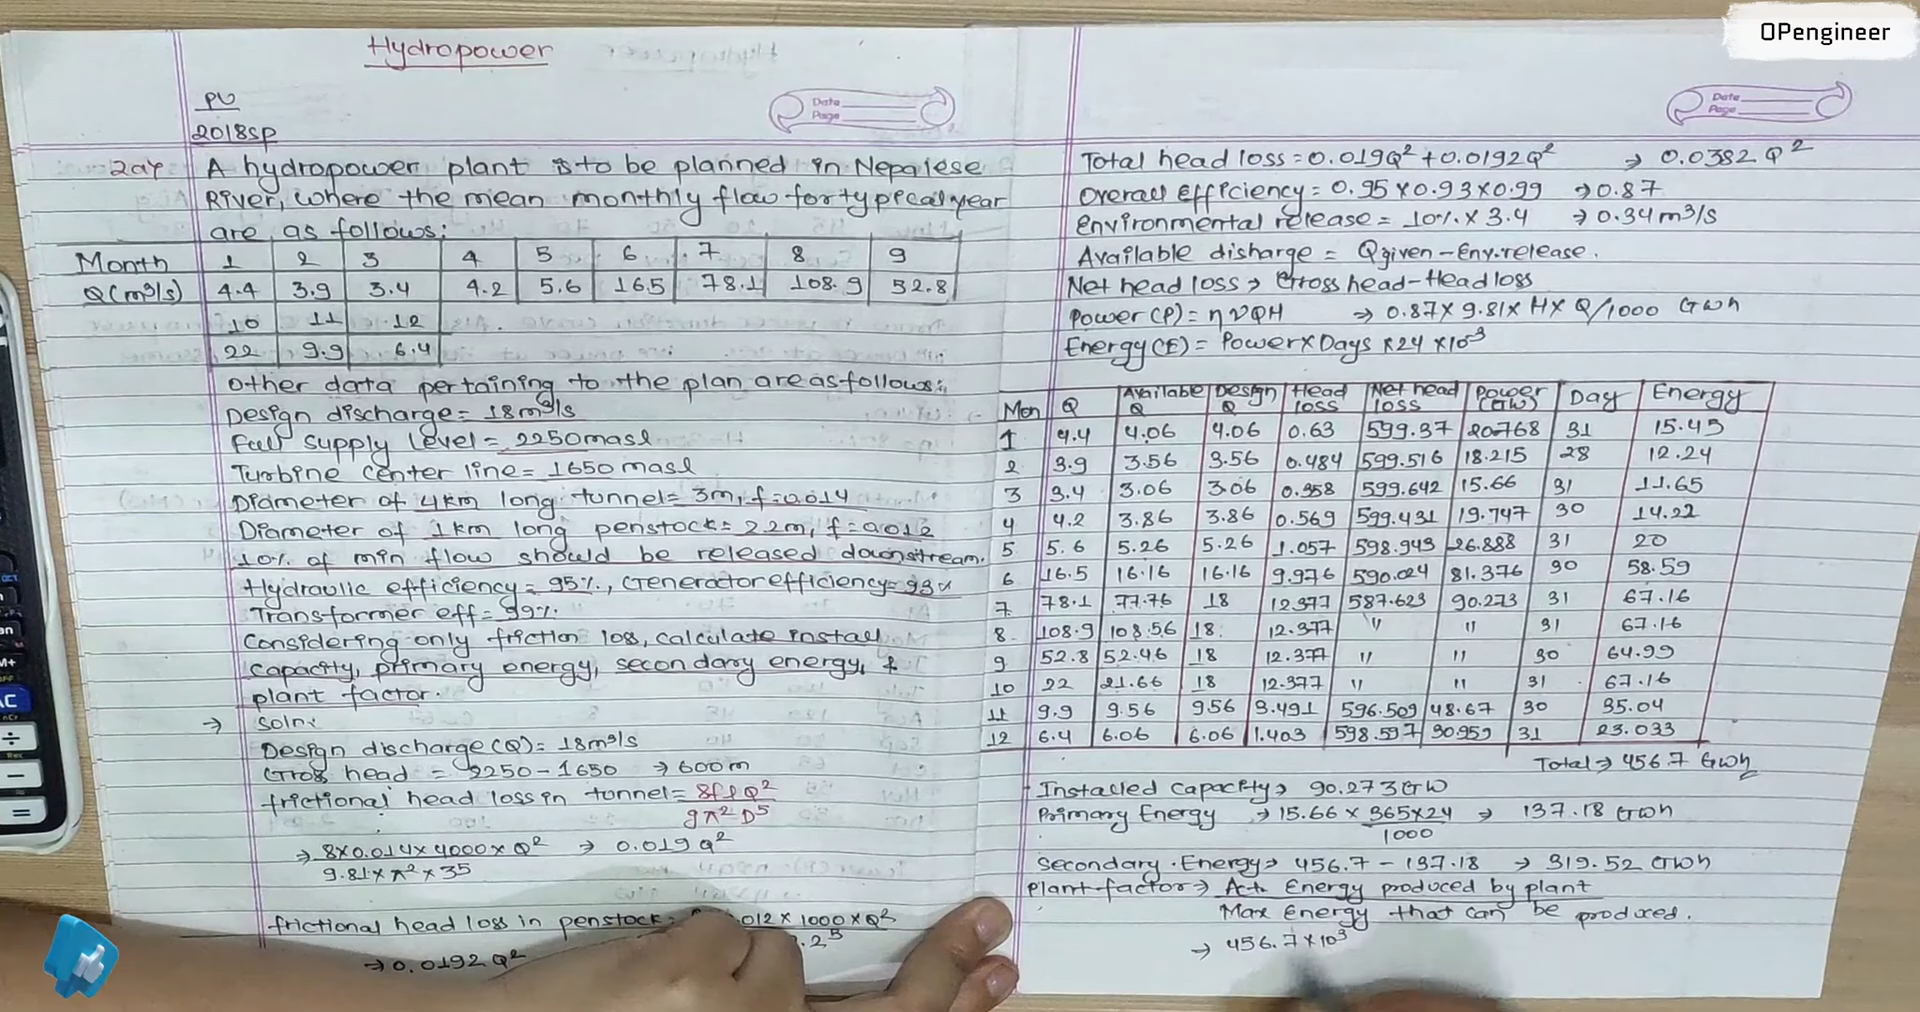 OPengineer
Hydropower
PU
2018SP
2a) A hydropower plant is to be planned in Nepalese
River, where the mean monthly flow for typical year
are as follows:
Month 1 2 3 4 5 6 7 8 9
Q(m³/s) 4.4 3.9 3.4 4.2 5.6 16.5 78.1 108.9 52.8
10 11 12
22 9.9 6.4
Other data pertaining to the plan are as follows:
Design discharge = 18m³/s
Full supply level = 2250masl
Turbine center line = 1650masl
Diameter of 4km long tunnel = 3m, f=0.014
Diameter of 1km long penstock = 2.2m, f=0.012
10% of min flow should be released downstream.
Hydraulic efficiency = 95%, Generator efficiency = 93%
Transformer eff = 99%.
Considering only friction loss, calculate install
capacity, primary energy, secondary energy, &
plant factor.
→ Soln:
Design discharge(Q) = 18m³/s
Gross head = 2250-1650 → 600m
frictional head loss in tunnel = 8flQ²
gπ²D⁵
→ 8×0.014×4000×Q² → 0.019Q²
9.81×π²×35
frictional head loss in penstock = 012×1000×Q²
.2⁵
→ 0.0192Q²
Date
Page
Date
Page
Total head loss = 0.019Q²+0.0192Q² → 0.0382Q²
Overall efficiency = 0.95×0.93×0.99 → 0.87
Environmental release = 10%×3.4 → 0.34m³/s
Available disharge = Qgiven-Env.release.
Net head loss → Gross head-Head loss
Power(P) = ηγQH → 0.87×9.81×H×Q/1000 Gwh
Energy(E) = Power×Days×24×10⁻³
Mon Q Available Q Design Q Head loss Net head loss Power (GW) Day Energy
1 4.4 4.06 4.06 0.63 599.37 20.768 31 15.45
2 3.9 3.56 3.56 0.484 599.516 18.215 28 12.24
3 3.4 3.06 3.06 0.358 599.642 15.66 31 11.65
4 4.2 3.86 3.86 0.569 599.431 19.747 30 14.22
5 5.6 5.26 5.26 1.057 598.943 26.888 31 20
6 16.5 16.16 16.16 9.976 590.024 81.376 30 58.59
7. 78.1 77.76 18 12.377 587.623 90.273 31 67.16
8. 108.9 108.56 18. 12.377 " " 31 67.16
9 52.8 52.46 18 12.377 " " 30 64.99
10 22 21.66 18 12.377 " " 31 67.16
11 9.9 9.56 9.56 3.491 596.509 48.67 30 35.04
12 6.4 6.06 6.06 1.403 598.597 30.959 31 23.033
Total → 456.7 Gwh
Installed Capacity → 90.273GW
Primary Energy → 15.66 × 365×24 → 137.18 Gwh
1000
Secondary Energy → 456.7 - 137.18 → 319.52 Gwh
Plant factor → Act. Energy produced by plant
Max Energy that can be produced.
→ 456.7×10³